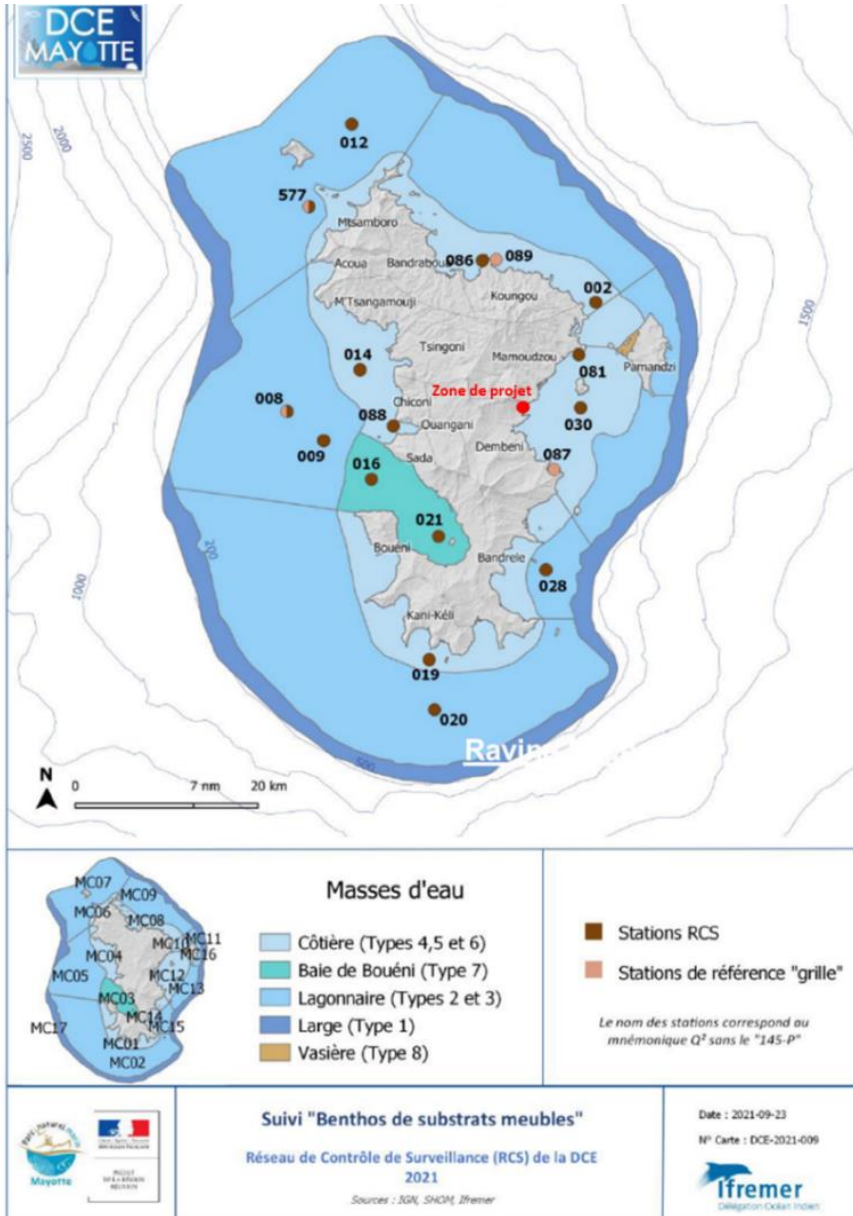 DCE
MAYOTTE
2500
2000
012
577
Mtsamboro
Acoua
Bandraboua
086
089
Koungou
002
1500
M'Tsangamouji
Tsingoni
Mamoudzou
Pamandzi
014
081
Zone de projet
008
Chiconi
088
Ouangani
030
009
Dembeni
087
Sada
016
021
200
Bouéni
Bandrele
028
1000
Kani-Kéli
019
020
500
N
0
7 nm
20 km
MC07
MC09
MC06
MC08
MC10
MC11
MC16
MC04
MC05
MC12
MC13
MC03
MC17
MC14
MC15
MC01
MC02
Masses d'eau
Côtière (Types 4,5 et 6)
Baie de Bouéni (Type 7)
Lagonnaire (Types 2 et 3)
Large (Type 1)
Vasière (Type 8)
Stations RCS
Stations de référence "grille"
Le nom des stations correspond au
mnémonique Q² sans le "145-P"
Mayotte
Suivi "Benthos de substrats meubles"
Réseau de Contrôle de Surveillance (RCS) de la DCE
2021
Sources : IGN, SHOM, Ifremer
Date : 2021-09-23
N° Carte : DCE-2021-009
Ifremer
Délégation Océan Indien